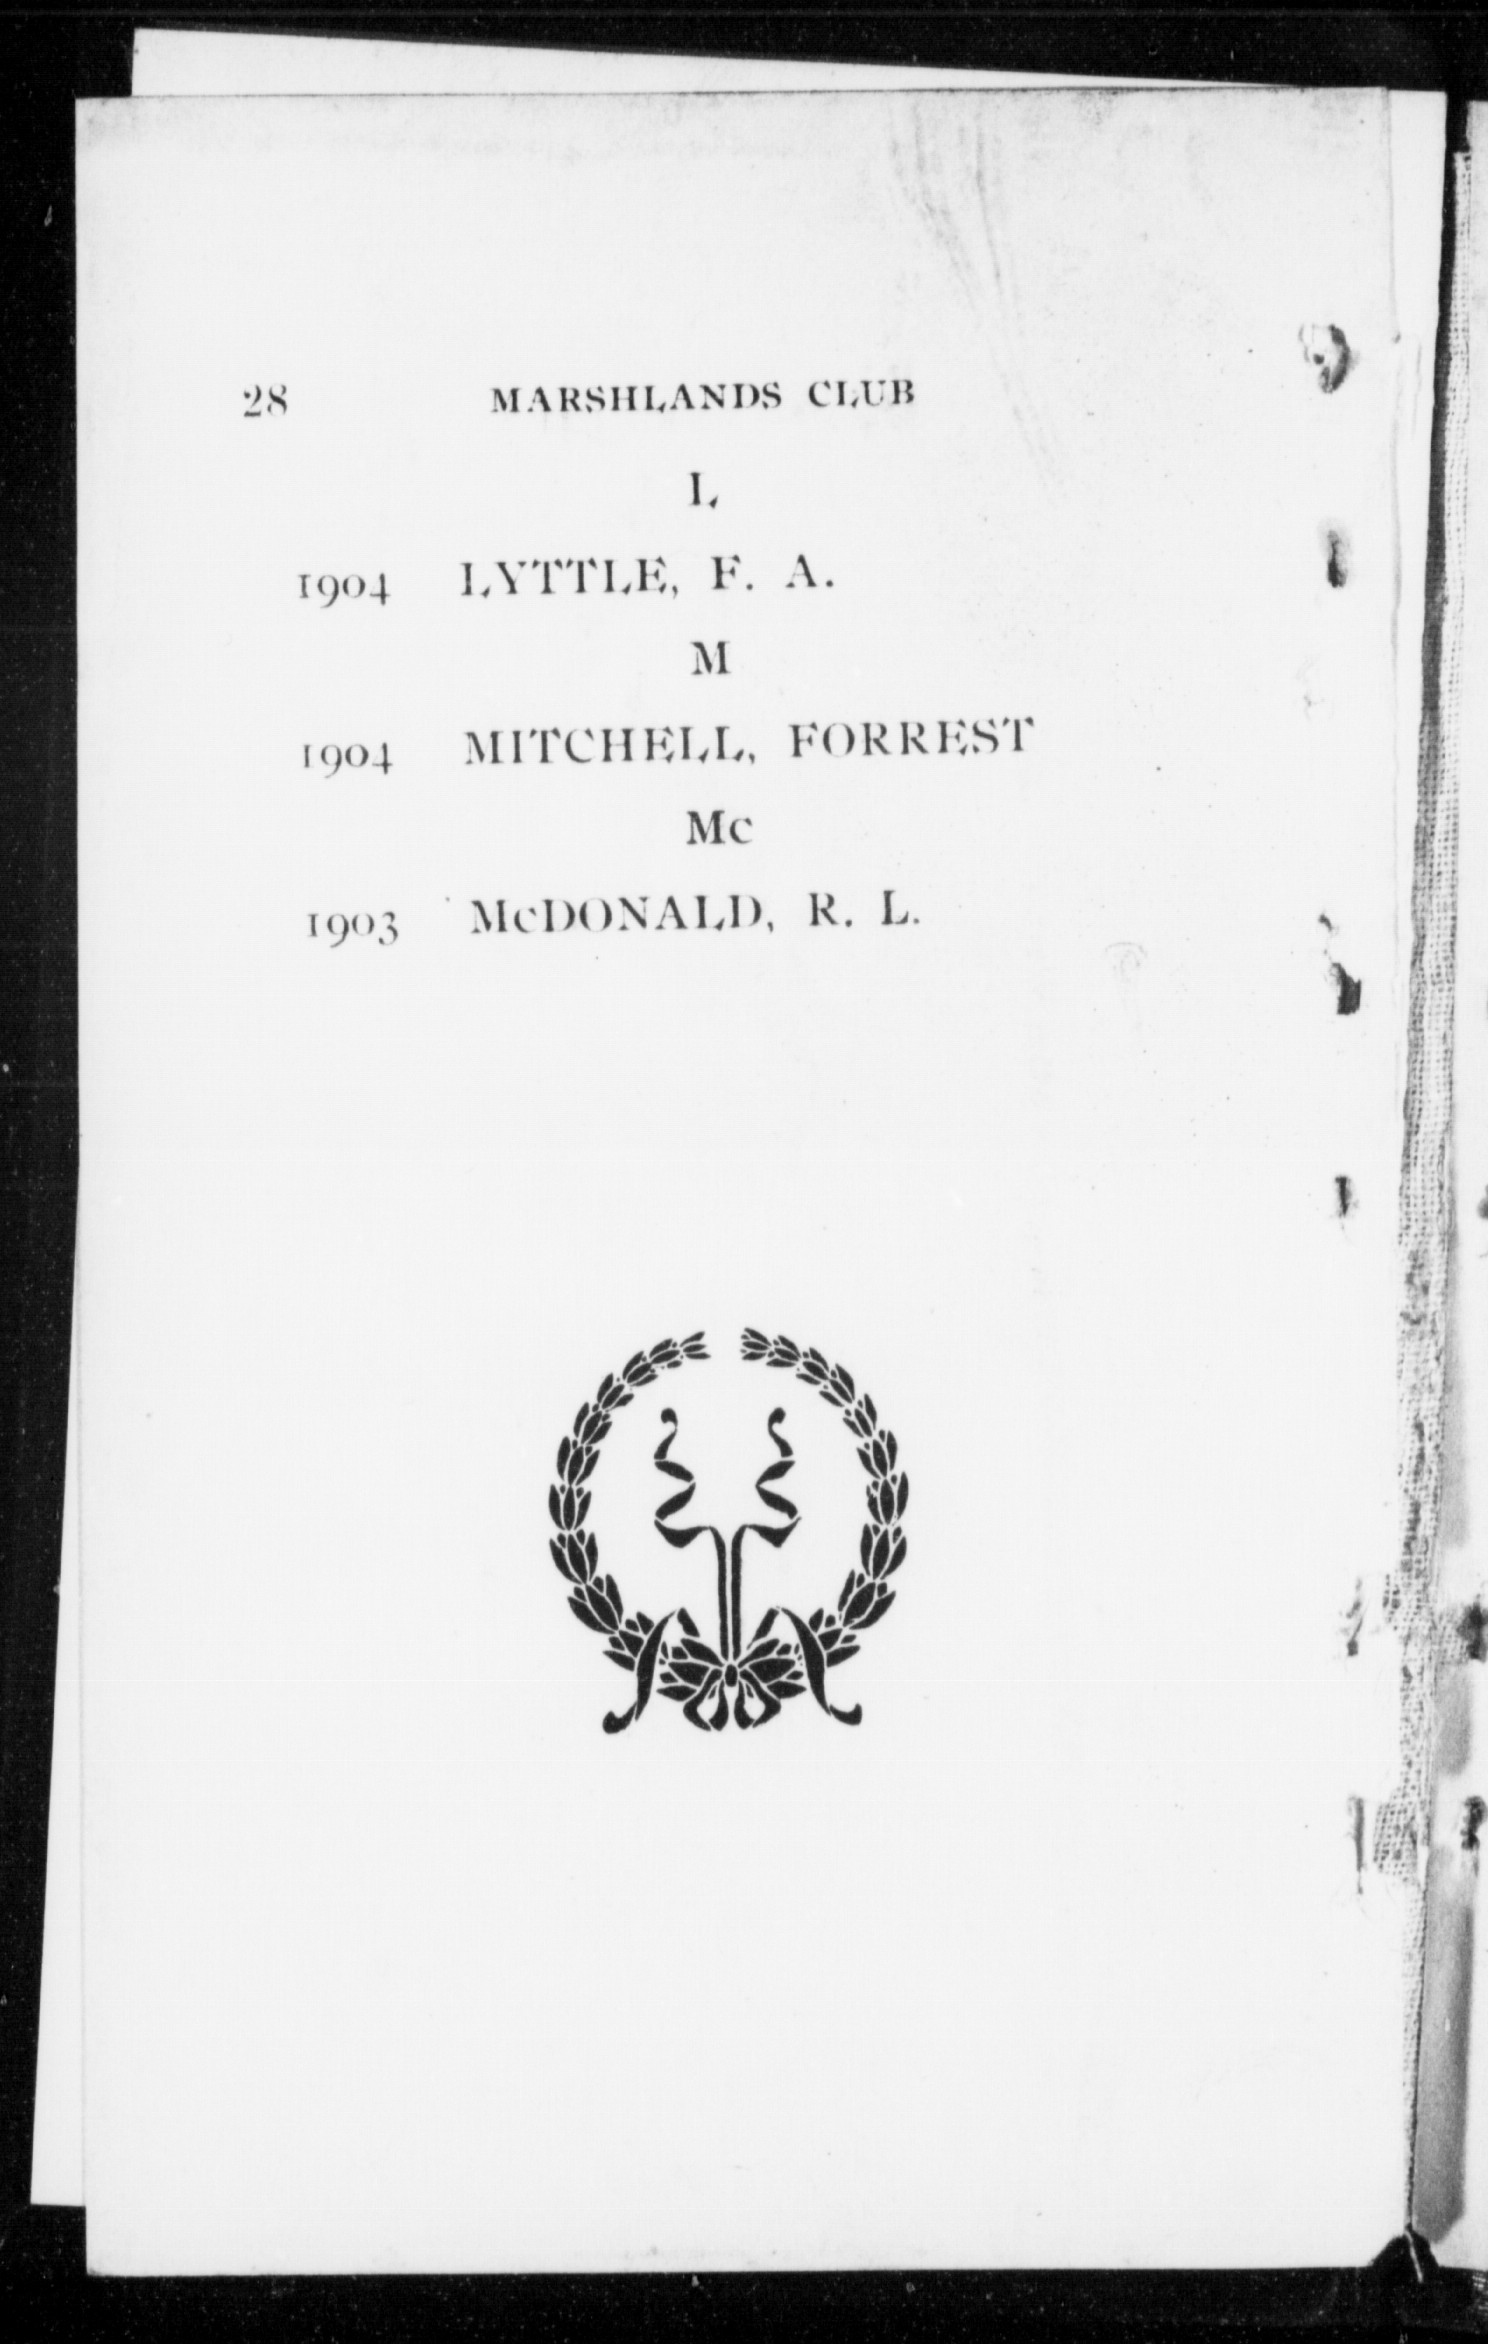 28 MARSHLANDS CLUB
L
1904 LYTTLE, F. A.
M
1904 MITCHELL, FORREST
Mc
1903 McDONALD, R. L.